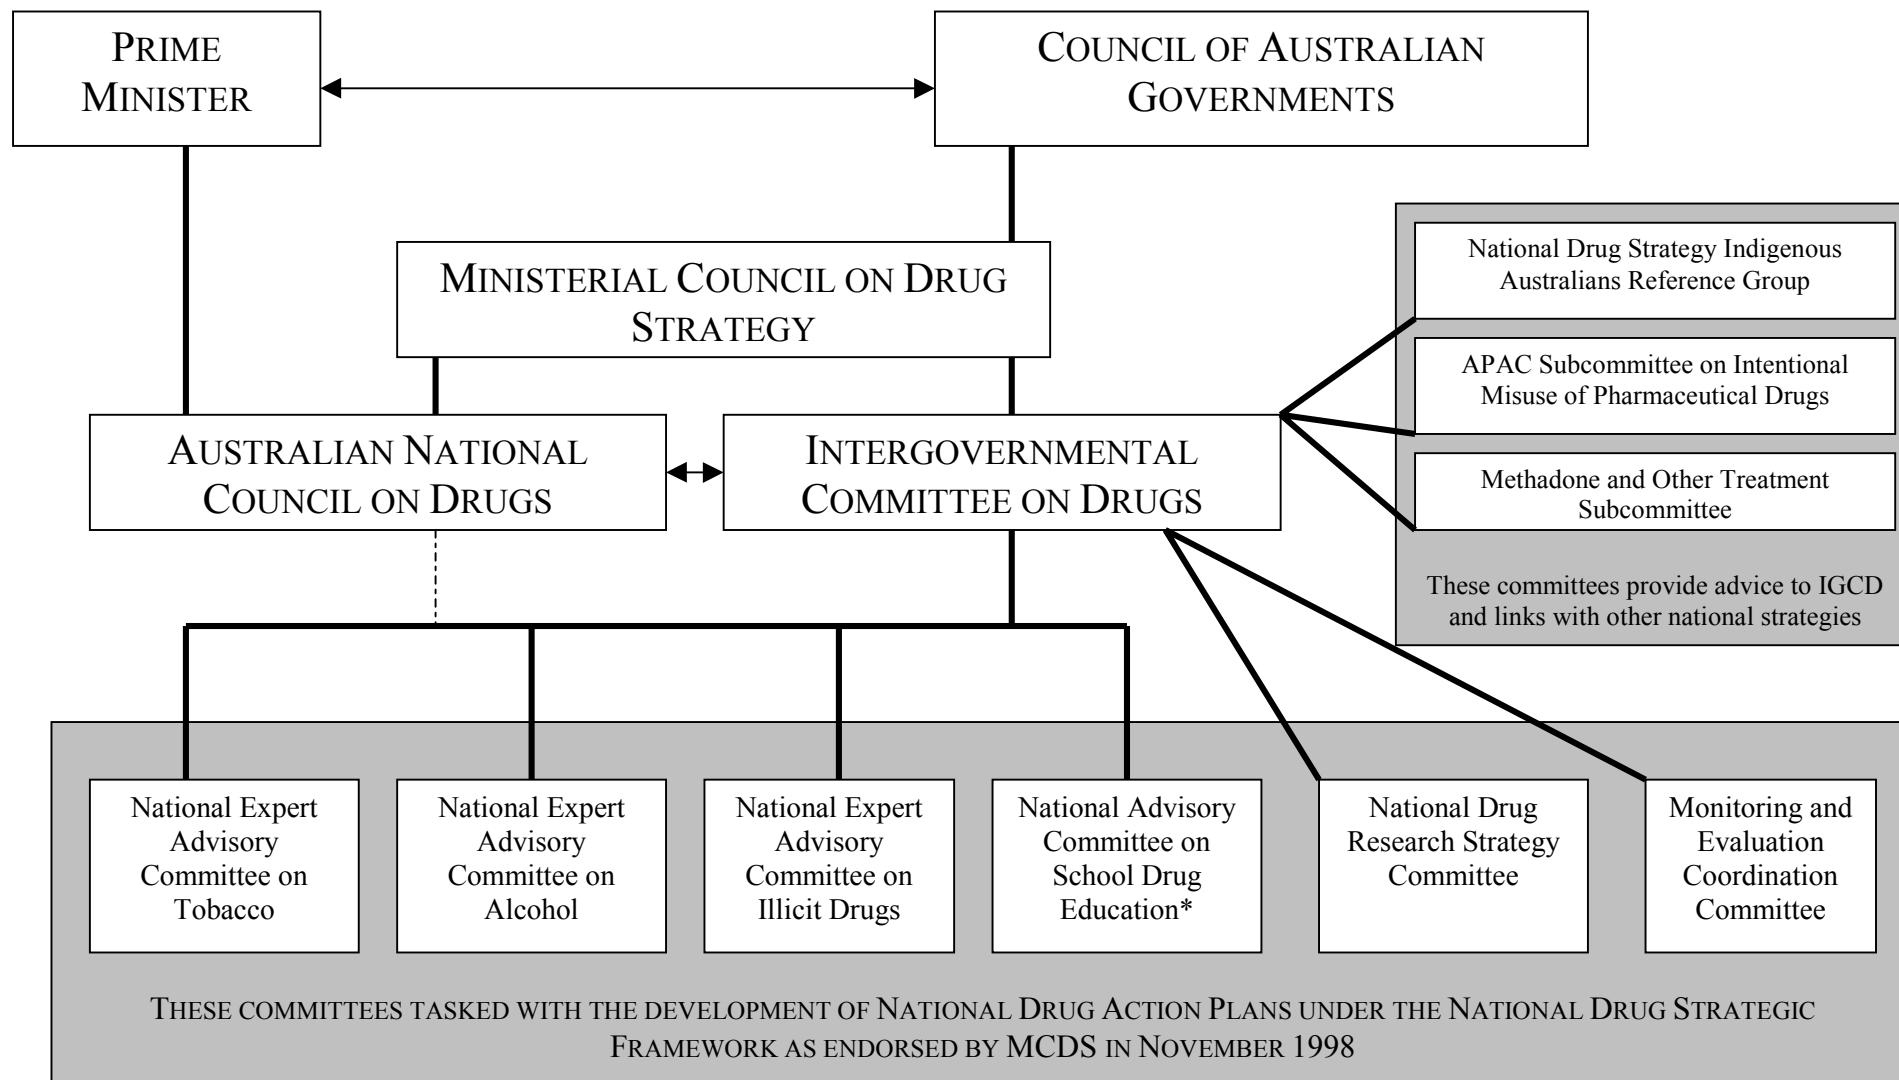 PRIME
MINISTER
COUNCIL OF AUSTRALIAN
GOVERNMENTS
MINISTERIAL COUNCIL ON DRUG
STRATEGY
National Drug Strategy Indigenous
Australians Reference Group
APAC Subcommittee on Intentional
Misuse of Pharmaceutical Drugs
Methadone and Other Treatment
Subcommittee
These committees provide advice to IGCD
and links with other national strategies
AUSTRALIAN NATIONAL
COUNCIL ON DRUGS
INTERGOVERNMENTAL
COMMITTEE ON DRUGS
National Expert
Advisory
Committee on
Tobacco
National Expert
Advisory
Committee on
Alcohol
National Expert
Advisory
Committee on
Illicit Drugs
National Advisory
Committee on
School Drug
Education*
National Drug
Research Strategy
Committee
Monitoring and
Evaluation
Coordination
Committee
THESE COMMITTEES TASKED WITH THE DEVELOPMENT OF NATIONAL DRUG ACTION PLANS UNDER THE NATIONAL DRUG STRATEGIC
FRAMEWORK AS ENDORSED BY MCDS IN NOVEMBER 1998